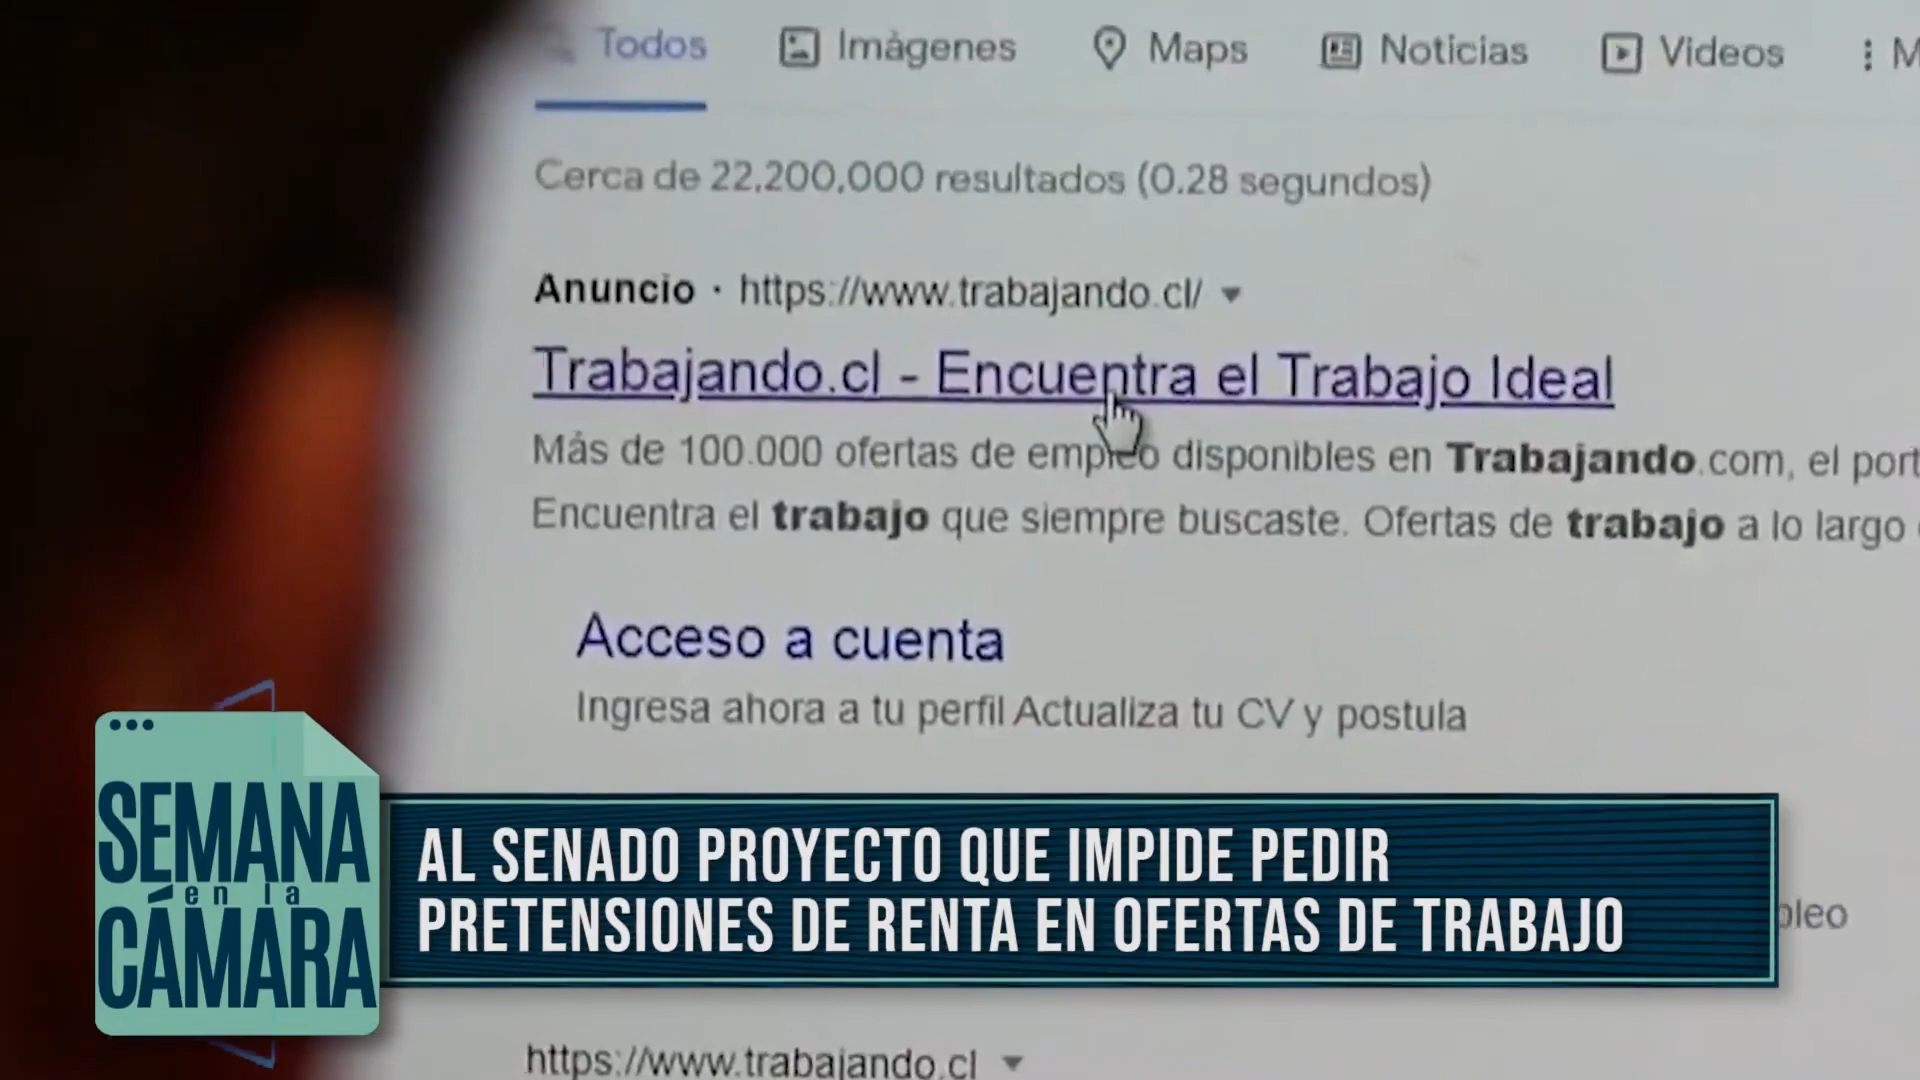 Todos Imágenes Maps Noticias Videos
Cerca de 22,200,000 resultados (0.28 segundos)
Anuncio · https://www.trabajando.cl/
Trabajando.cl - Encuentra el Trabajo Ideal
Más de 100.000 ofertas de empleo disponibles en Trabajando.com, el
Encuentra el trabajo que siempre buscaste. Ofertas de trabajo a lo largo
Acceso a cuenta
Ingresa ahora a tu perfil Actualiza tu CV y postula
SEMANA
en la
CÁMARA
AL SENADO PROYECTO QUE IMPIDE PEDIR
PRETENSIONES DE RENTA EN OFERTAS DE TRABAJO
https://www.trabajando.cl